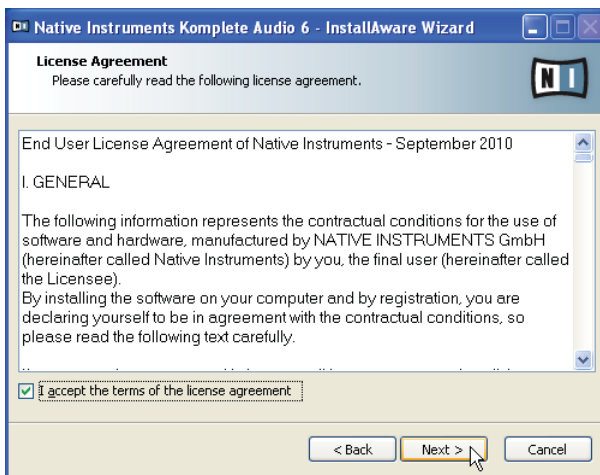 Native Instruments Komplete Audio 6 - InstallAware Wizard
License Agreement
Please carefully read the following license agreement.
NI
End User License Agreement of Native Instruments - September 2010
I. GENERAL
The following information represents the contractual conditions for the use of
software and hardware, manufactured by NATIVE INSTRUMENTS GmbH
(hereinafter called Native Instruments) by you, the final user (hereinafter called
the Licensee).
By installing the software on your computer and by registration, you are
declaring yourself to be in agreement with the contractual conditions, so
please read the following text carefully.
I accept the terms of the license agreement
< Back Next > Cancel